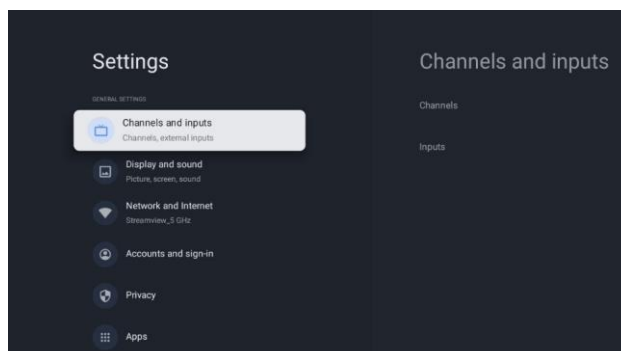 Settings
GENERAL SETTINGS
Channels and inputs
Channels, external inputs
Display and sound
Picture, screen, sound
Network and Internet
Streamview_5 GHz
Accounts and sign-in
Privacy
Apps
Channels and inputs
Channels
Inputs